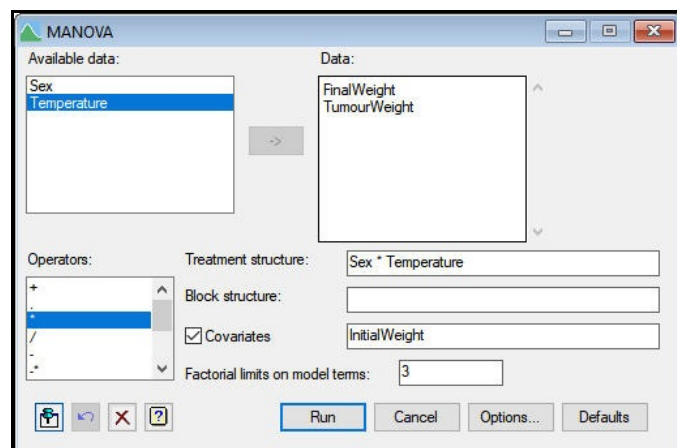 MANOVA
Available data:
Data:
Sex
Temperature
->
FinalWeight
TumourWeight
Operators:
+
.
*
/
-
-*
Treatment structure:
Sex * Temperature
Block structure:
Covariates
InitialWeight
Factorial limits on model terms:
3
?
Run
Cancel
Options...
Defaults